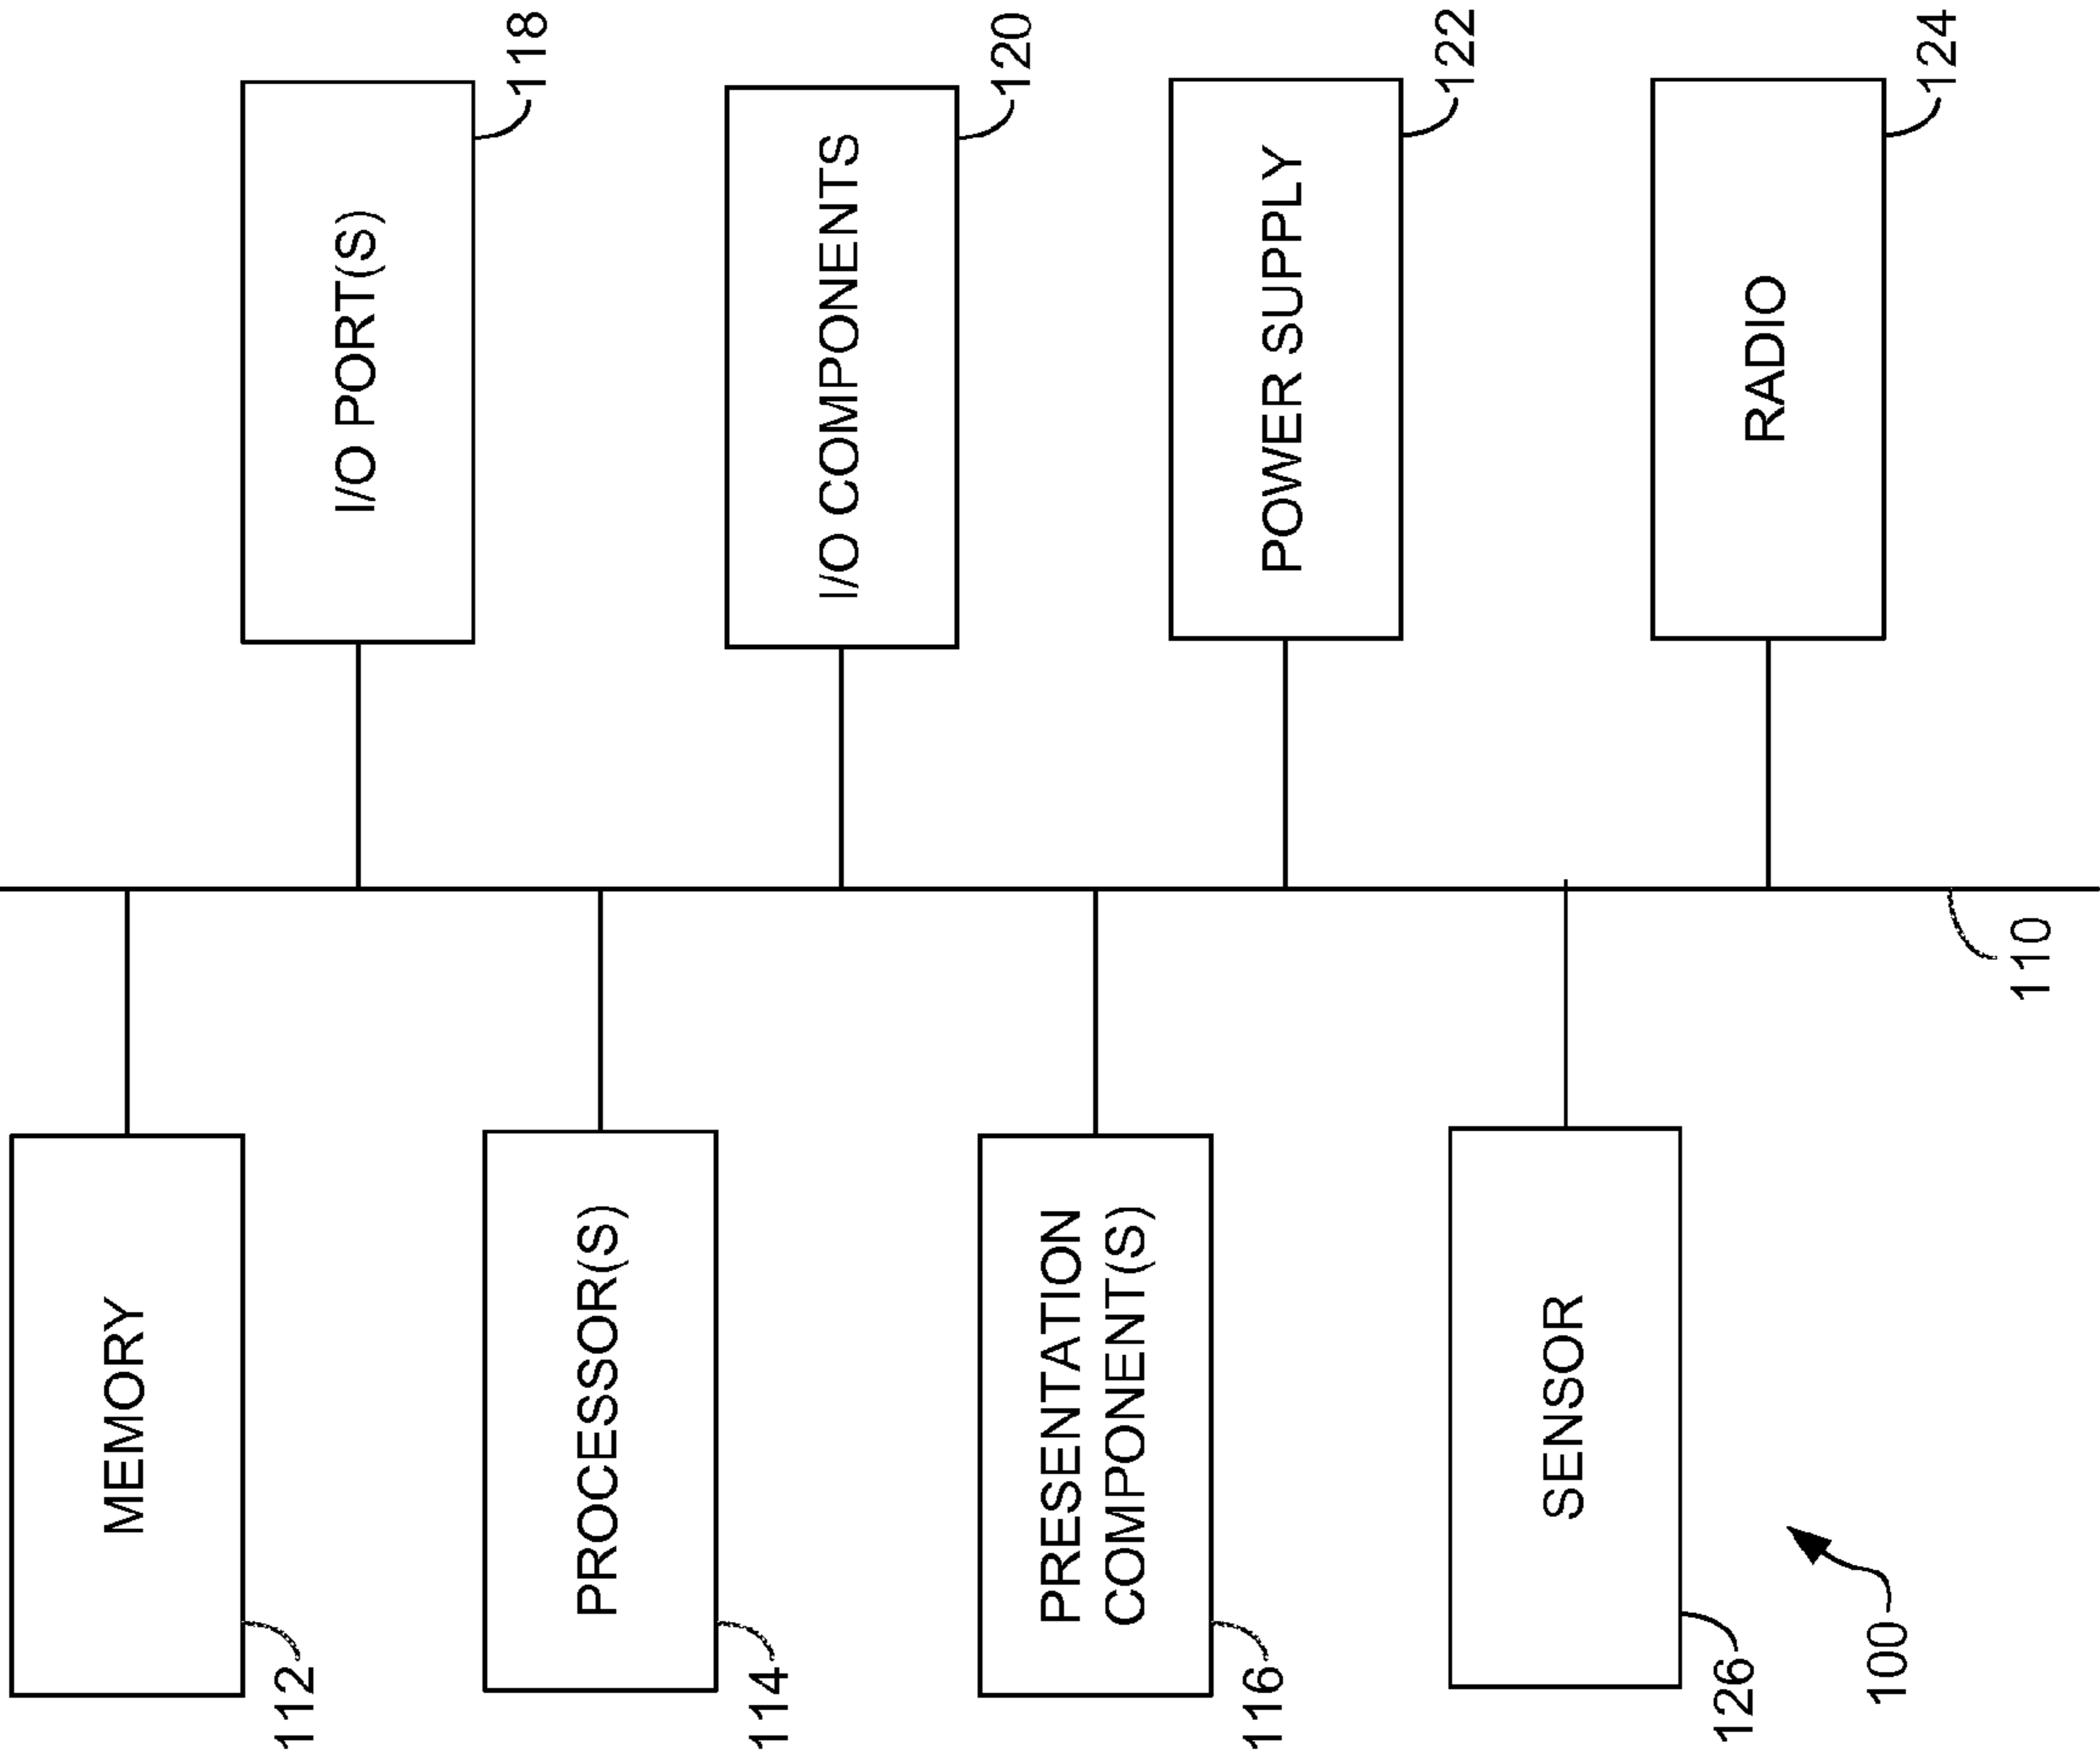 MEMORY
112
PROCESSOR(S)
114
PRESENTATION
COMPONENT(S)
116
SENSOR
126
100
I/O PORT(S)
118
I/O COMPONENTS
120
POWER SUPPLY
122
RADIO
124
110